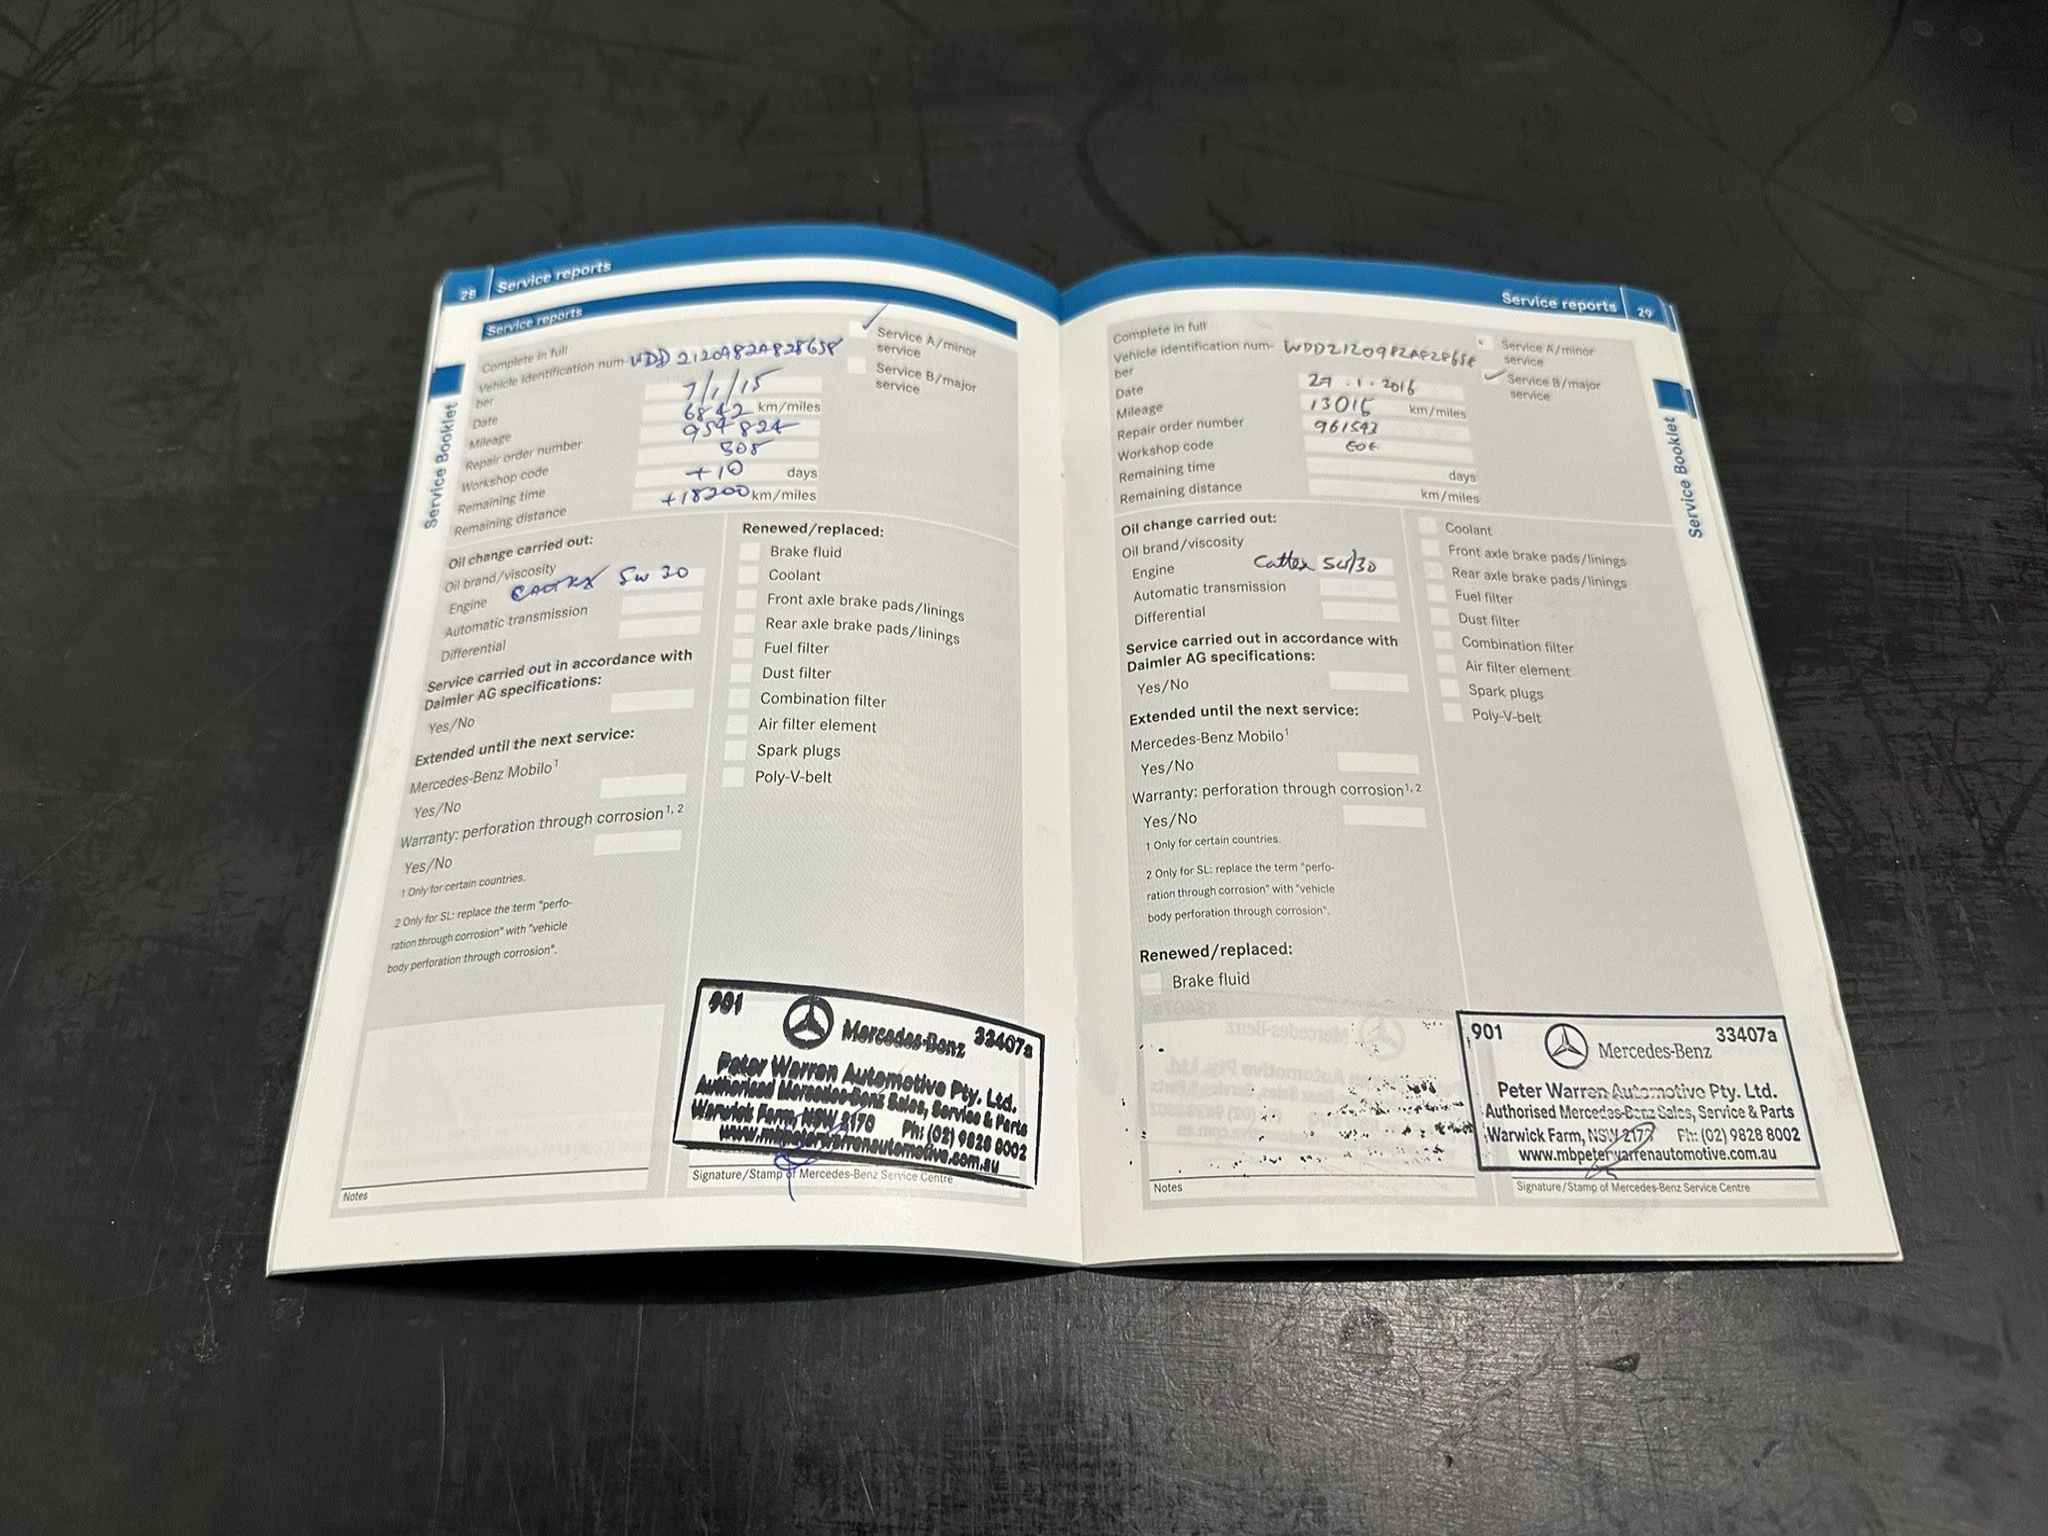 28 Service reports
Service reports
Complete in full
Vehicle identification num-
ber
WDD 2120982A828658
Service A/minor
service
Service B/major
service
Date 7/1/15
Mileage 6842 km/miles
Repair order number 954824
Workshop code 508
Remaining time +10 days
Remaining distance +18200 km/miles
Oil change carried out:
Oil brand/viscosity
Engine 5W 30
Automatic transmission
Differential
Service carried out in accordance with
Daimler AG specifications:
Yes/No
Extended until the next service:
Mercedes-Benz Mobilo1
Yes/No
Warranty: perforation through corrosion1, 2
Yes/No
1 Only for certain countries.
2 Only for SL: replace the term "perfo-
ration through corrosion" with "vehicle
body perforation through corrosion".
Renewed/replaced:
Brake fluid
Coolant
Front axle brake pads/linings
Rear axle brake pads/linings
Fuel filter
Dust filter
Combination filter
Air filter element
Spark plugs
Poly-V-belt
901 Mercedes-Benz 33407a
Peter Warren Automotive Pty. Ltd.
Authorised Mercedes-Benz Sales, Service & Parts
Warwick Farm, NSW 2170 Ph: (02) 9828 8002
www.mbpeterwarrenautomotive.com.au
Notes
Signature/Stamp of Mercedes-Benz Service Centre
Service Booklet
Service reports 29
Complete in full
Vehicle identification num-
ber
WDD2120982A828658
Service A/minor
service
Service B/major
service
Date 27.1.2016
Mileage 13015 km/miles
Repair order number 961543
Workshop code
Remaining time days
Remaining distance km/miles
Oil change carried out:
Oil brand/viscosity
Engine Caltex 5W/30
Automatic transmission
Differential
Service carried out in accordance with
Daimler AG specifications:
Yes/No
Extended until the next service:
Mercedes-Benz Mobilo1
Yes/No
Warranty: perforation through corrosion1, 2
Yes/No
1 Only for certain countries.
2 Only for SL: replace the term "perfo-
ration through corrosion" with "vehicle
body perforation through corrosion".
Renewed/replaced:
Brake fluid
Coolant
Front axle brake pads/linings
Rear axle brake pads/linings
Fuel filter
Dust filter
Combination filter
Air filter element
Spark plugs
Poly-V-belt
901 Mercedes-Benz 33407a
Peter Warren Automotive Pty. Ltd.
Authorised Mercedes-Benz Sales, Service & Parts
Warwick Farm, NSW 2170 Ph: (02) 9828 8002
www.mbpeterwarrenautomotive.com.au
Notes
Signature/Stamp of Mercedes-Benz Service Centre
Service Booklet